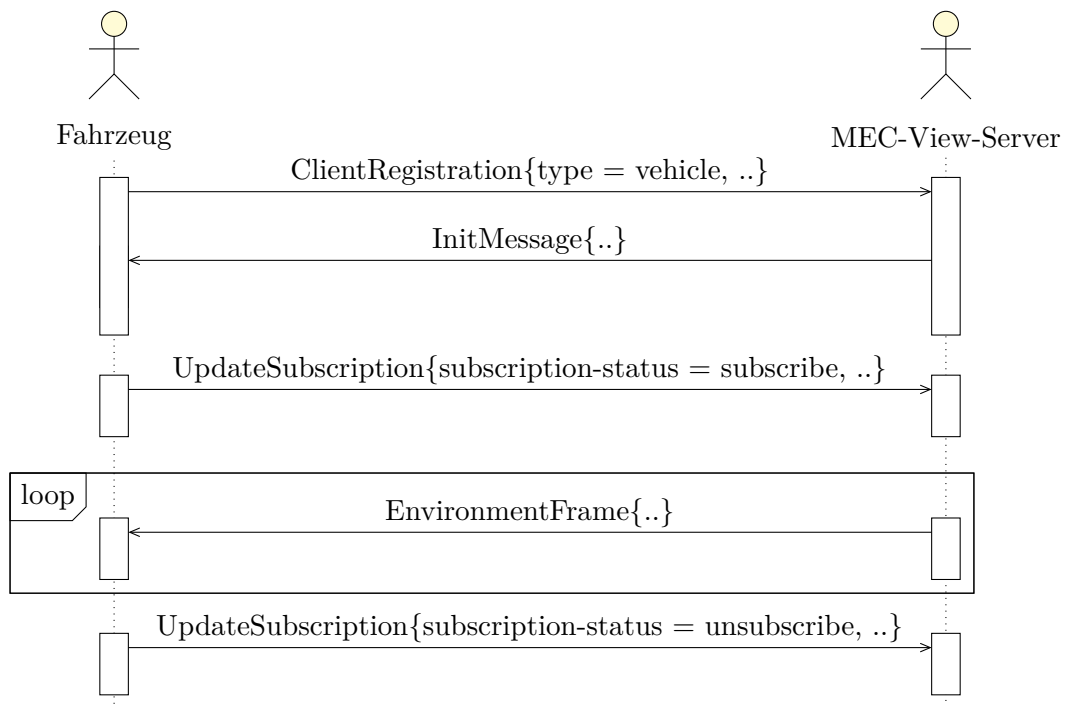 Fahrzeug
MEC-View-Server
ClientRegistration{type = vehicle, ..}
InitMessage{..}
UpdateSubscription{subscription-status = subscribe, ..}
loop
EnvironmentFrame{..}
UpdateSubscription{subscription-status = unsubscribe, ..}